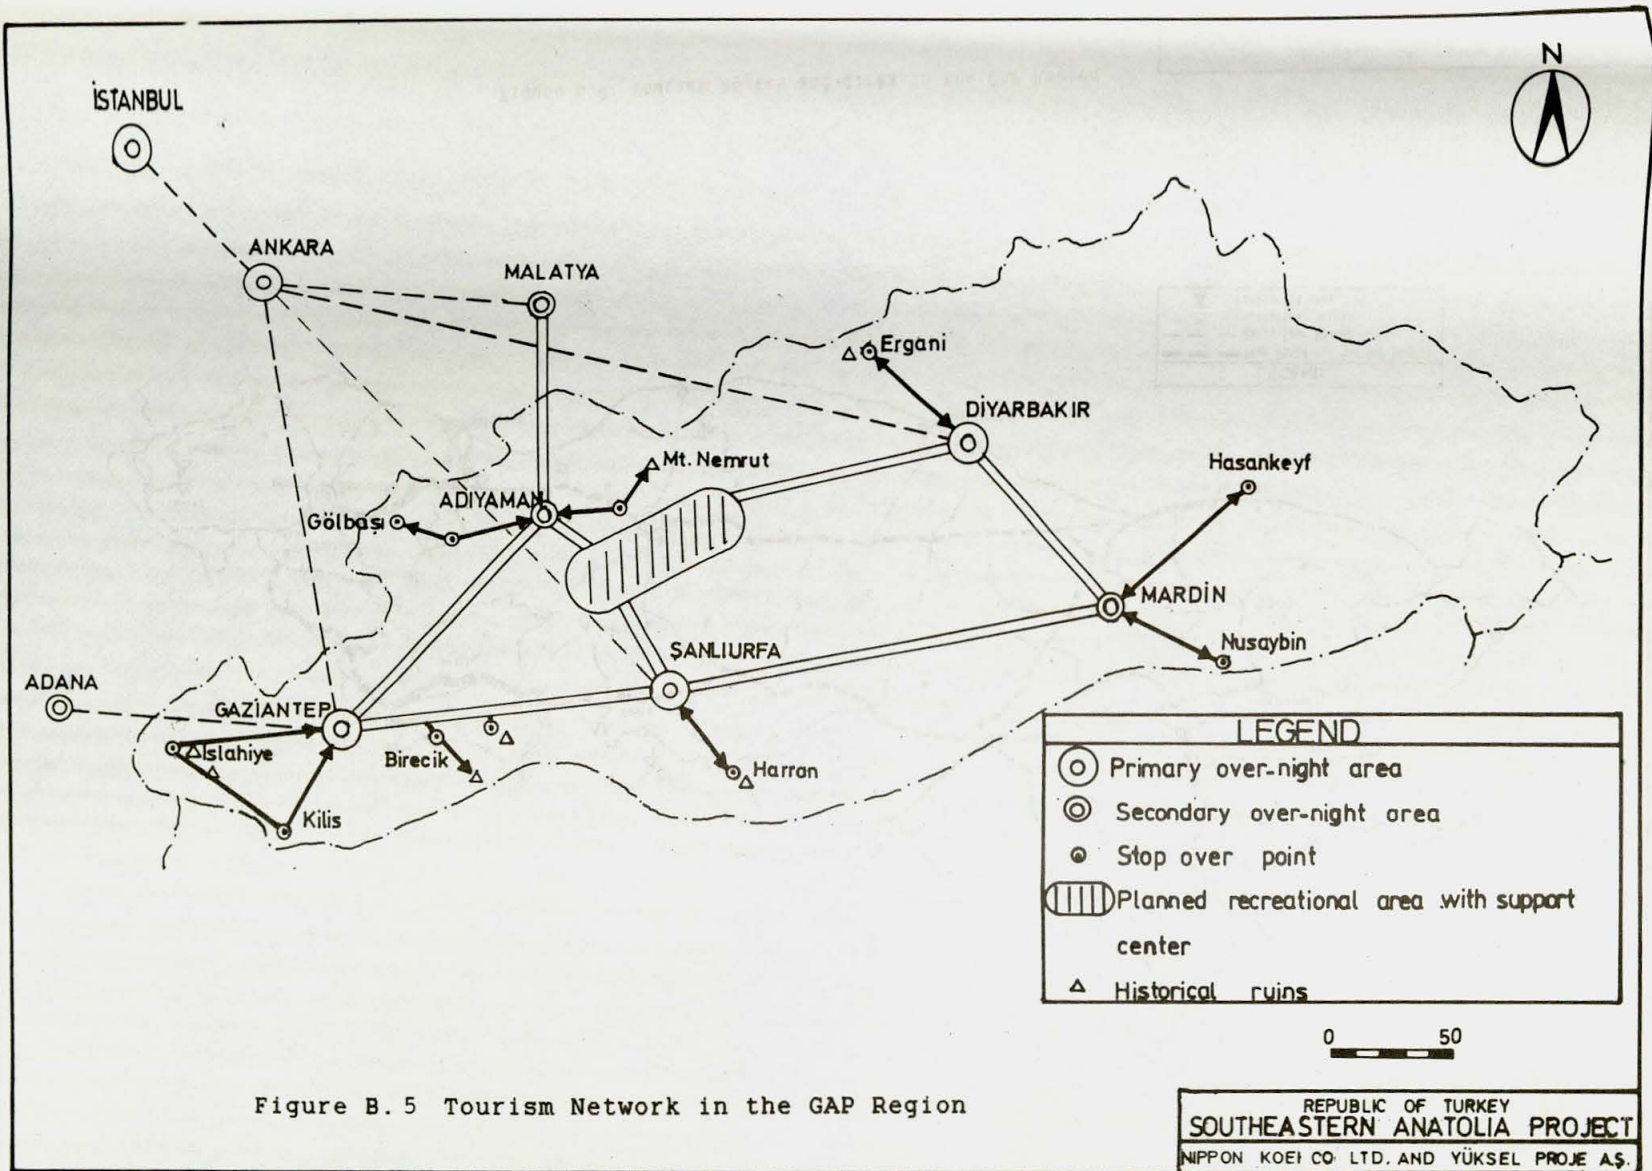 N
İSTANBUL
ANKARA
MALATYA
Ergani
DİYARBAKIR
Hasankeyf
Mt. Nemrut
ADIYAMAN
Gölbası
MARDİN
Nusaybin
ŞANLIURFA
ADANA
GAZİANTEP
İslahiye
Birecik
Harran
Kilis
LEGEND
Primary over-night area
Secondary over-night area
Stop over point
Planned recreational area with support
center
Historical ruins
0 50
Figure B.5 Tourism Network in the GAP Region
REPUBLIC OF TURKEY
SOUTHEASTERN ANATOLIA PROJECT
NIPPON KOEI CO LTD. AND YÜKSEL PROJE A.Ş.